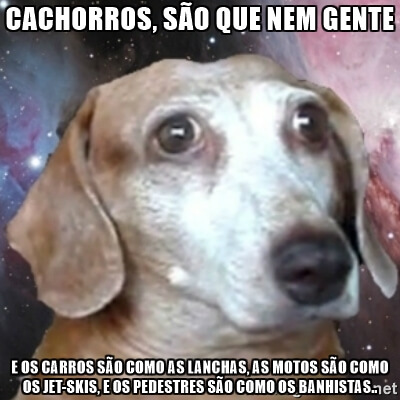 CACHORROS, SÃO QUE NEM GENTE
E OS CARROS SÃO COMO AS LANCHAS, AS MOTOS SÃO COMO
OS JET-SKIS, E OS PEDESTRES SÃO COMO OS BANHISTAS..